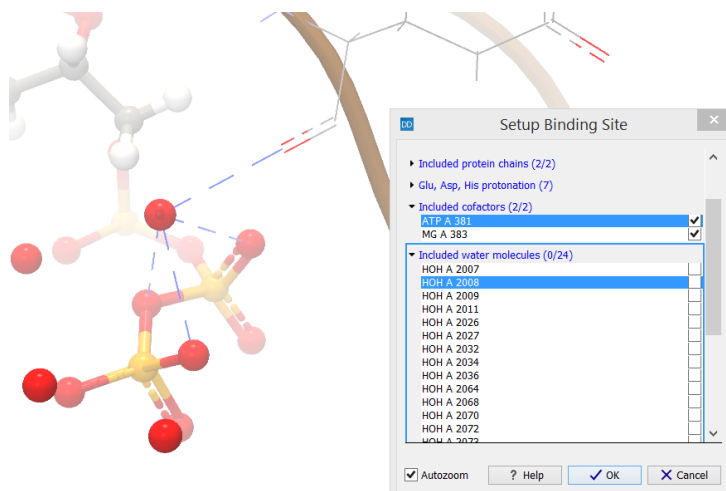 DD Setup Binding Site
Included protein chains (2/2)
Glu, Asp, His protonation (7)
Included cofactors (2/2)
ATP A 381
MG A 383
Included water molecules (0/24)
HOH A 2007
HOH A 2008
HOH A 2009
HOH A 2011
HOH A 2026
HOH A 2027
HOH A 2032
HOH A 2034
HOH A 2036
HOH A 2064
HOH A 2068
HOH A 2070
HOH A 2072
HOH A 2073
Autozoom ? Help OK Cancel